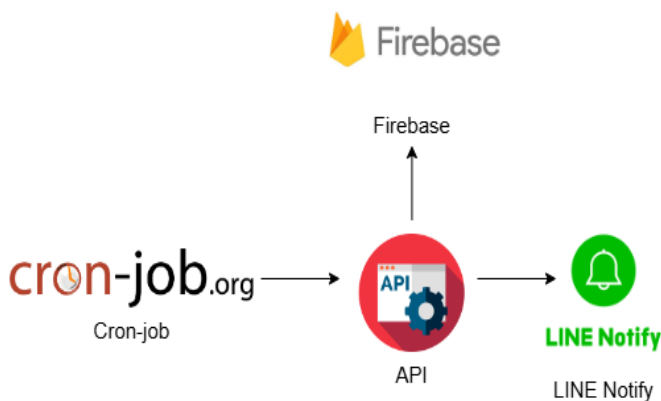 Firebase
Firebase
cron-job.org
Cron-job
API
API
LINE Notify
LINE Notify